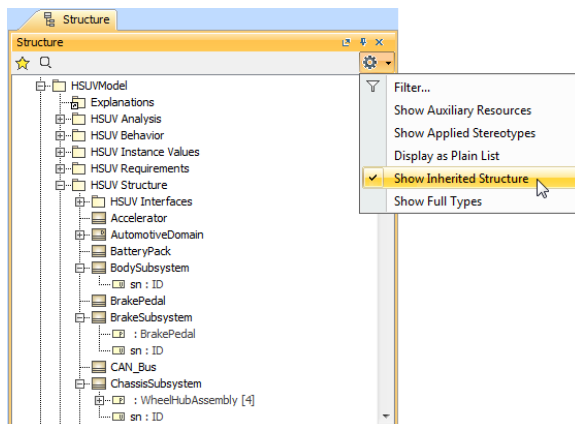 Structure
Structure
HSUVModel
Explanations
HSUV Analysis
HSUV Behavior
HSUV Instance Values
HSUV Requirements
HSUV Structure
HSUV Interfaces
Accelerator
AutomotiveDomain
BatteryPack
BodySubsystem
sn : ID
BrakePedal
BrakeSubsystem
: BrakePedal
sn : ID
CAN_Bus
ChassisSubsystem
: WheelHubAssembly [4]
sn : ID
Filter...
Show Auxiliary Resources
Show Applied Stereotypes
Display as Plain List
Show Inherited Structure
Show Full Types